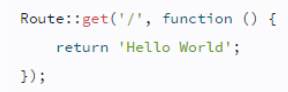 Route::get('/', function () {
    return 'Hello World';
});